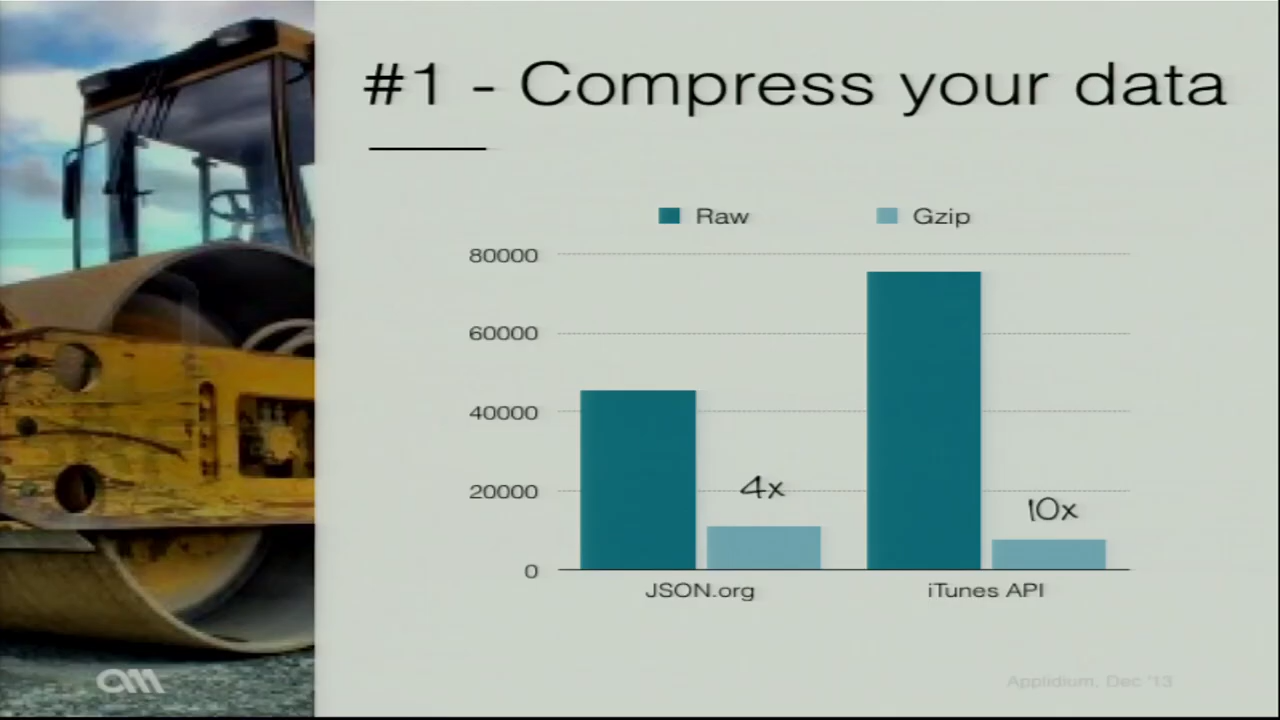 #1 - Compress your data
Raw
Gzip
80000
60000
40000
20000
0
4x
10x
JSON.org
iTunes API
Applidium, Dec '13